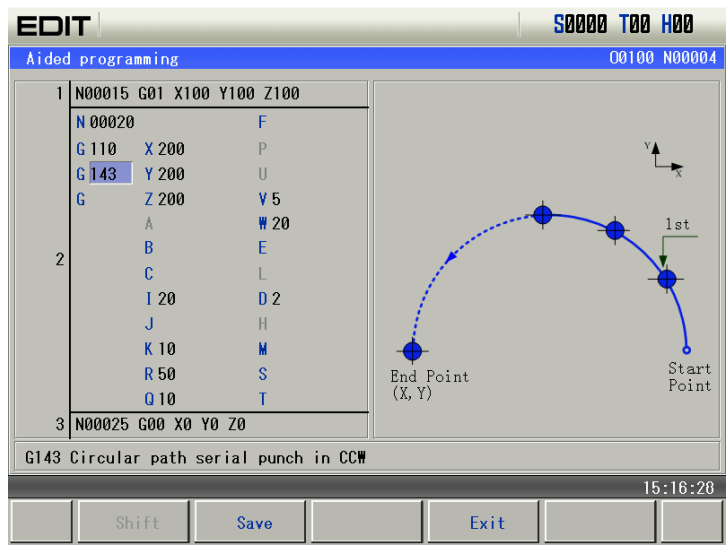 EDIT
S0000 T00 H00
Aided programming O0100 N00004
1 N00015 G01 X100 Y100 Z100
N 00020 F
G 110 X 200 P
G 143 Y 200 U
G Z 200 V 5
A W 20
2 B E
C L
I 20 D 2
J H
K 10 M
R 50 S
Q 10 T
3 N00025 G00 X0 Y0 Z0
Y
X
1st
End Point
(X, Y)
Start
Point
G143 Circular path serial punch in CCW
15:16:28
Shift Save Exit